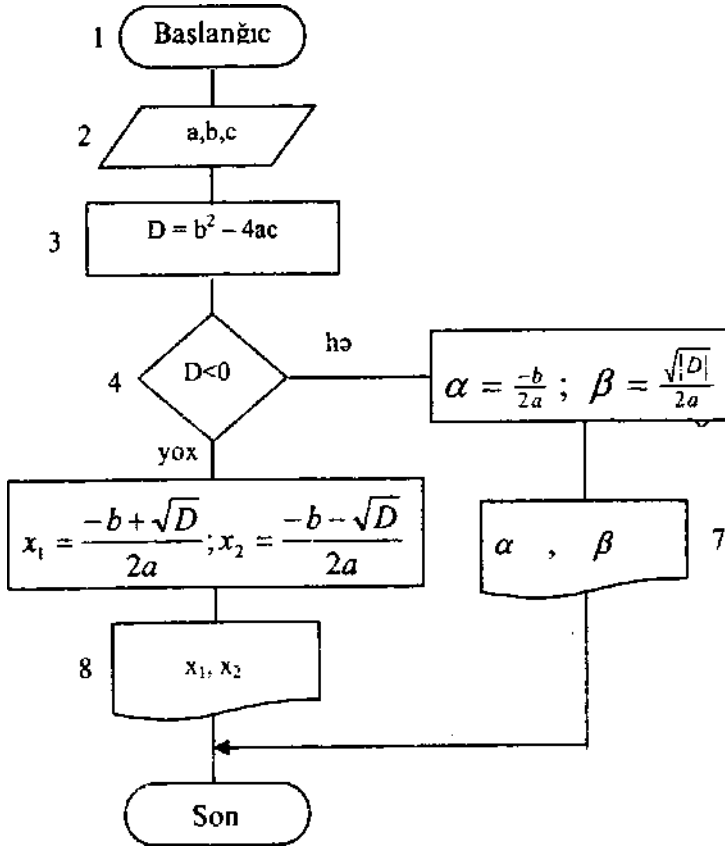 1 Başlanğıc
2 a,b,c
3 D = b² – 4ac
4 D<0
hə
α = -b/2a ; β = √|D|/2a
yox
x₁ = -b + √D/2a ; x₂ = -b - √D/2a
α , β 7
8 x₁, x₂
Son